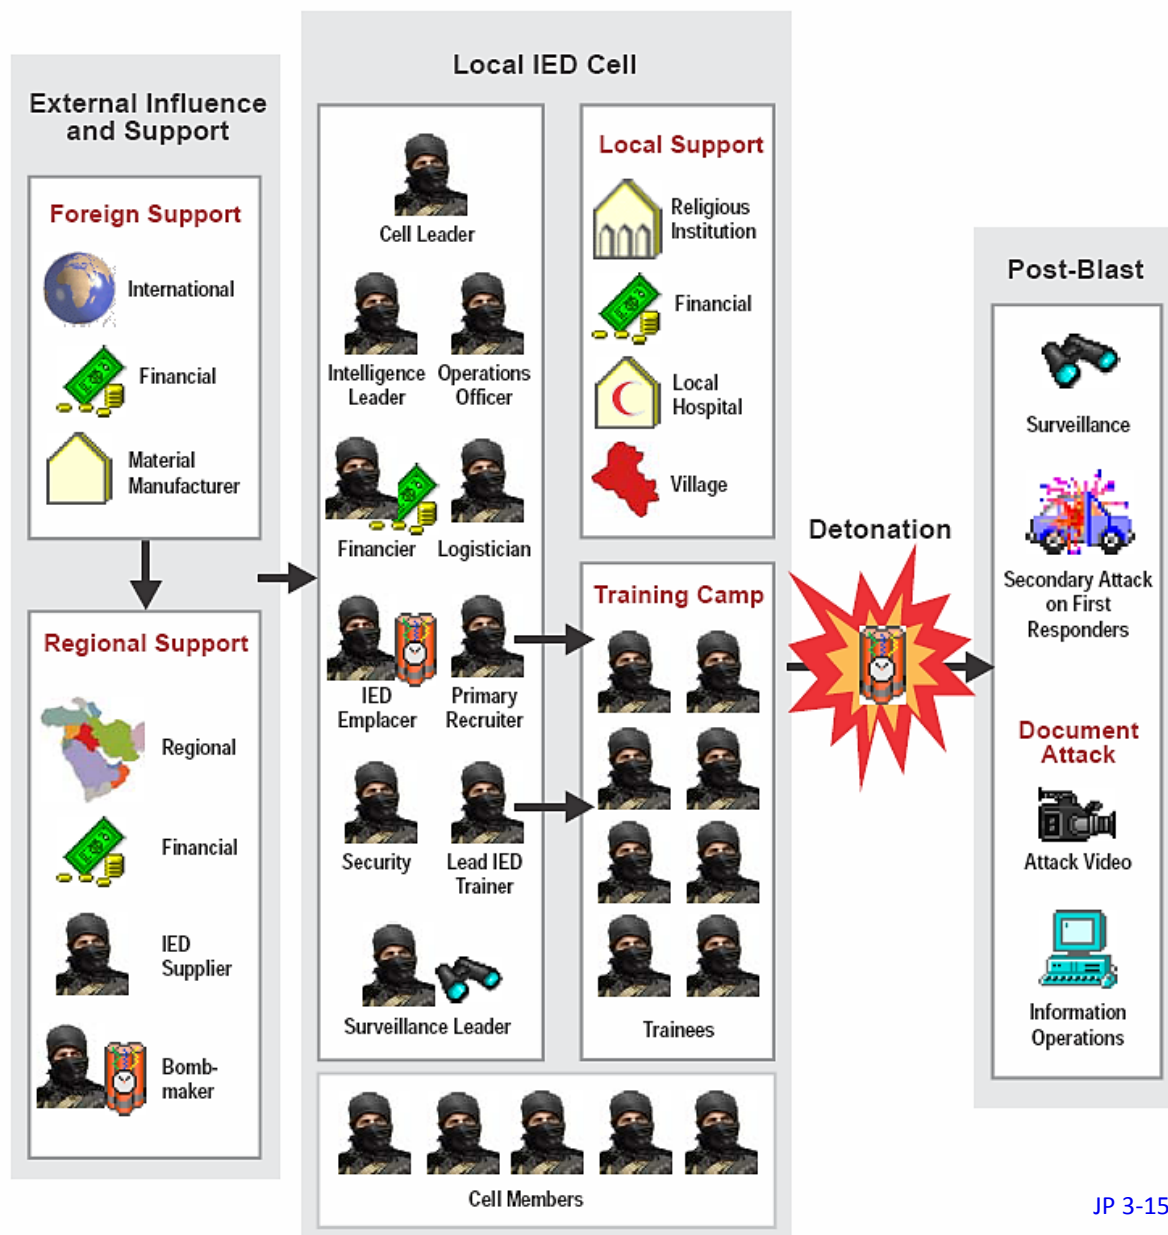 Local IED Cell
External Influence
and Support
Foreign Support
International
Financial
Material
Manufacturer
Regional Support
Regional
Financial
IED
Supplier
Bomb-
maker
Cell Leader
Intelligence
Leader
Operations
Officer
Financier
Logistician
IED
Emplacer
Primary
Recruiter
Security
Lead IED
Trainer
Surveillance Leader
Local Support
Religious
Institution
Financial
Local
Hospital
Village
Training Camp
Trainees
Cell Members
Detonation
Post-Blast
Surveillance
Secondary Attack
on First
Responders
Document
Attack
Attack Video
Information
Operations
JP 3-15